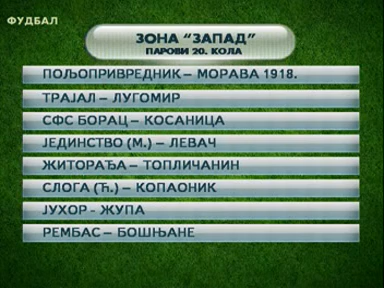 ФУДБАЛ
ЗОНА “ЗАПАД”
ПАРОВИ 20. КОЛА
ПОЉОПРИВРЕДНИК – МОРАВА 1918.
ТРАЈАЛ – ЛУГОМИР
СФС БОРАЦ – КОСАНИЦА
ЈЕДИНСТВО (М.) – ЛЕВАЧ
ЖИТОРАЂА – ТОПЛИЧАНИН
СЛОГА (Ћ.) – КОПАОНИК
ЈУХОР - ЖУПА
РЕМБАС – БОШЊАНЕ